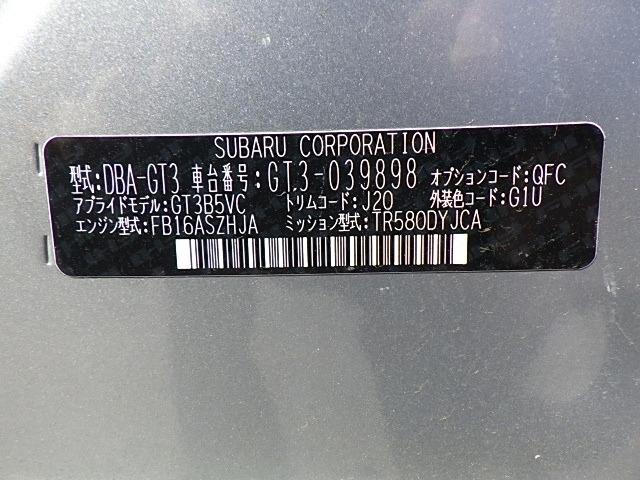 SUBARU CORPORATION
型式:DBA-GT3 車台番号:GT3-039898 オプションコード:QFC
アプライドモデル:GT3B5VC トリムコード:J20 外装色コード:G1U
エンジン型式:FB16ASZHJA ミッション型式:TR580DYJCA